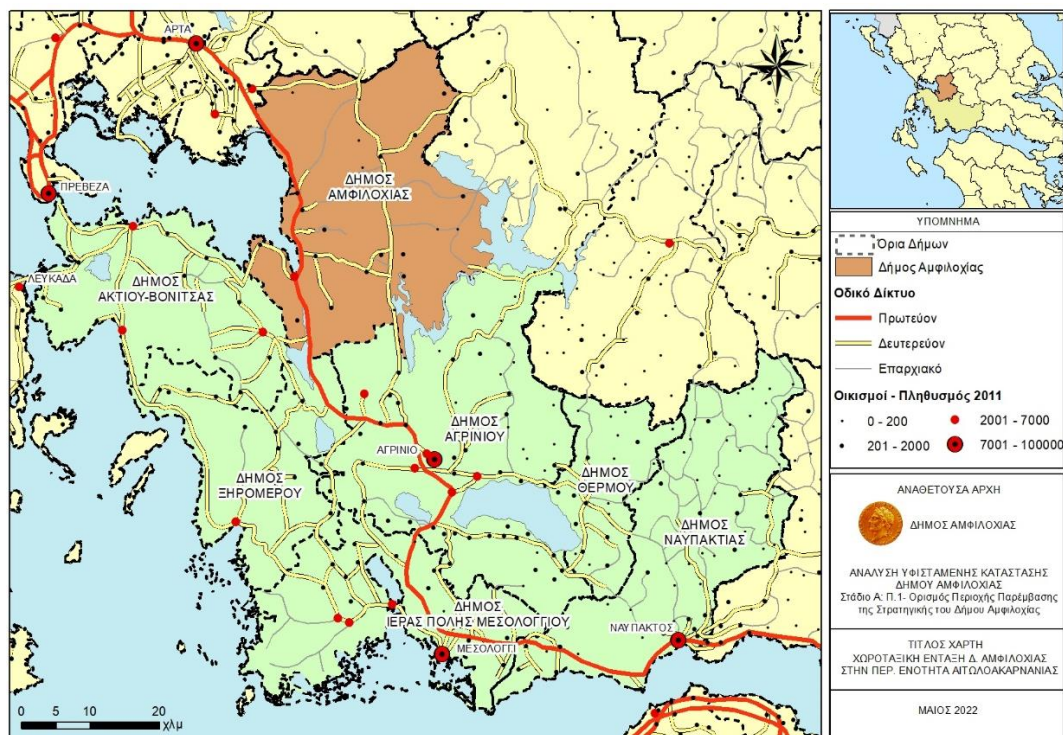 ΑΡΤΑ
ΠΡΕΒΕΖΑ
ΔΗΜΟΣ
ΑΜΦΙΛΟΧΙΑΣ
ΛΕΥΚΑΔΑ
ΔΗΜΟΣ
ΑΚΤΙΟΥ-ΒΟΝΙΤΣΑΣ
ΔΗΜΟΣ
ΑΓΡΙΝΙΟΥ
ΑΓΡΙΝΙΟ
ΔΗΜΟΣ
ΘΕΡΜΟΥ
ΔΗΜΟΣ
ΞΗΡΟΜΕΡΟΥ
ΔΗΜΟΣ
ΝΑΥΠΑΚΤΙΑΣ
ΔΗΜΟΣ
ΙΕΡΑΣ ΠΟΛΗΣ ΜΕΣΟΛΟΓΓΙΟΥ
ΜΕΣΟΛΟΓΓΙ
ΝΑΥΠΑΚΤΟΣ
0 5 10 20
χλμ
ΥΠΟΜΝΗΜΑ
Όρια Δήμων
Δήμος Αμφιλοχίας
Οδικό Δίκτυο
Πρωτεύον
Δευτερεύον
Επαρχιακό
Οικισμοί - Πληθυσμός 2011
0 - 200
2001 - 7000
201 - 2000
7001 - 100000
ΑΝΑΘΕΤΟΥΣΑ ΑΡΧΗ
ΔΗΜΟΣ ΑΜΦΙΛΟΧΙΑΣ
ΑΝΑΛΥΣΗ ΥΦΙΣΤΑΜΕΝΗΣ ΚΑΤΑΣΤΑΣΗΣ
ΔΗΜΟΥ ΑΜΦΙΛΟΧΙΑΣ
Στάδιο Α: Π.1- Ορισμός Περιοχής Παρέμβασης
της Στρατηγικής του Δήμου Αμφιλοχίας
ΤΙΤΛΟΣ ΧΑΡΤΗ
ΧΩΡΟΤΑΞΙΚΗ ΕΝΤΑΞΗ Δ. ΑΜΦΙΛΟΧΙΑΣ
ΣΤΗΝ ΠΕΡ. ΕΝΟΤΗΤΑ ΑΙΤΩΛΟΑΚΑΡΝΑΝΙΑΣ
ΜΑΙΟΣ 2022